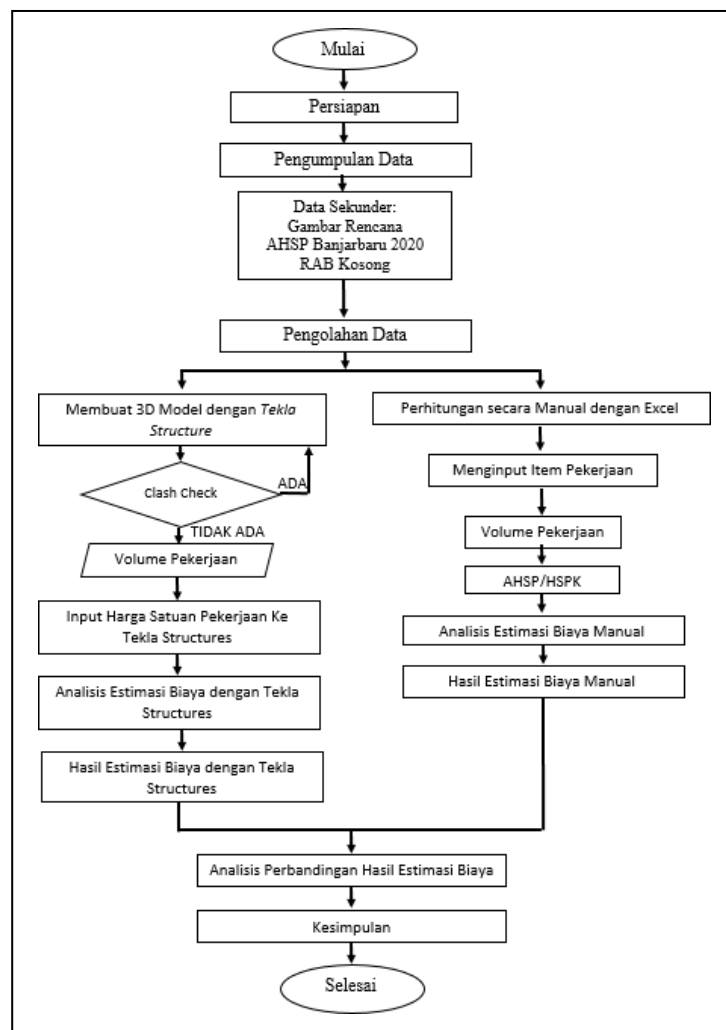 Mulai
Persiapan
Pengumpulan Data
Data Sekunder:
Gambar Rencana
AHSP Banjarbaru 2020
RAB Kosong
Pengolahan Data
Membuat 3D Model dengan Tekla
Structure
Clash Check
ADA
TIDAK ADA
Volume Pekerjaan
Input Harga Satuan Pekerjaan Ke
Tekla Structures
Analisis Estimasi Biaya dengan Tekla
Structures
Hasil Estimasi Biaya dengan Tekla
Structures
Perhitungan secara Manual dengan Excel
Menginput Item Pekerjaan
Volume Pekerjaan
AHSP/HSPK
Analisis Estimasi Biaya Manual
Hasil Estimasi Biaya Manual
Analisis Perbandingan Hasil Estimasi Biaya
Kesimpulan
Selesai